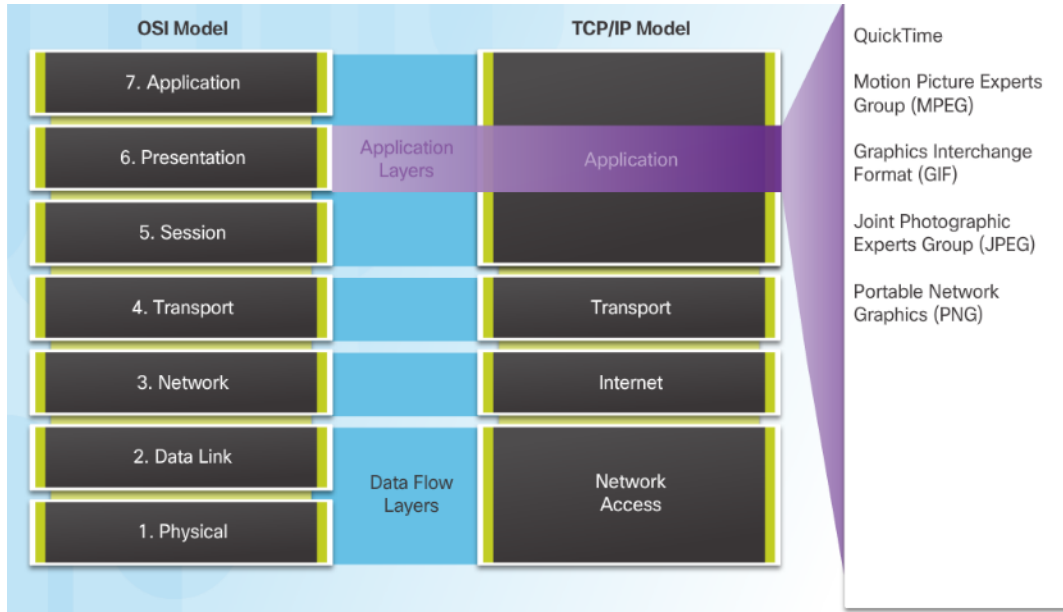 OSI Model
TCP/IP Model
7. Application
6. Presentation
5. Session
4. Transport
3. Network
2. Data Link
1. Physical
Application
Layers
Data Flow
Layers
Application
Transport
Internet
Network
Access
QuickTime
Motion Picture Experts
Group (MPEG)
Graphics Interchange
Format (GIF)
Joint Photographic
Experts Group (JPEG)
Portable Network
Graphics (PNG)